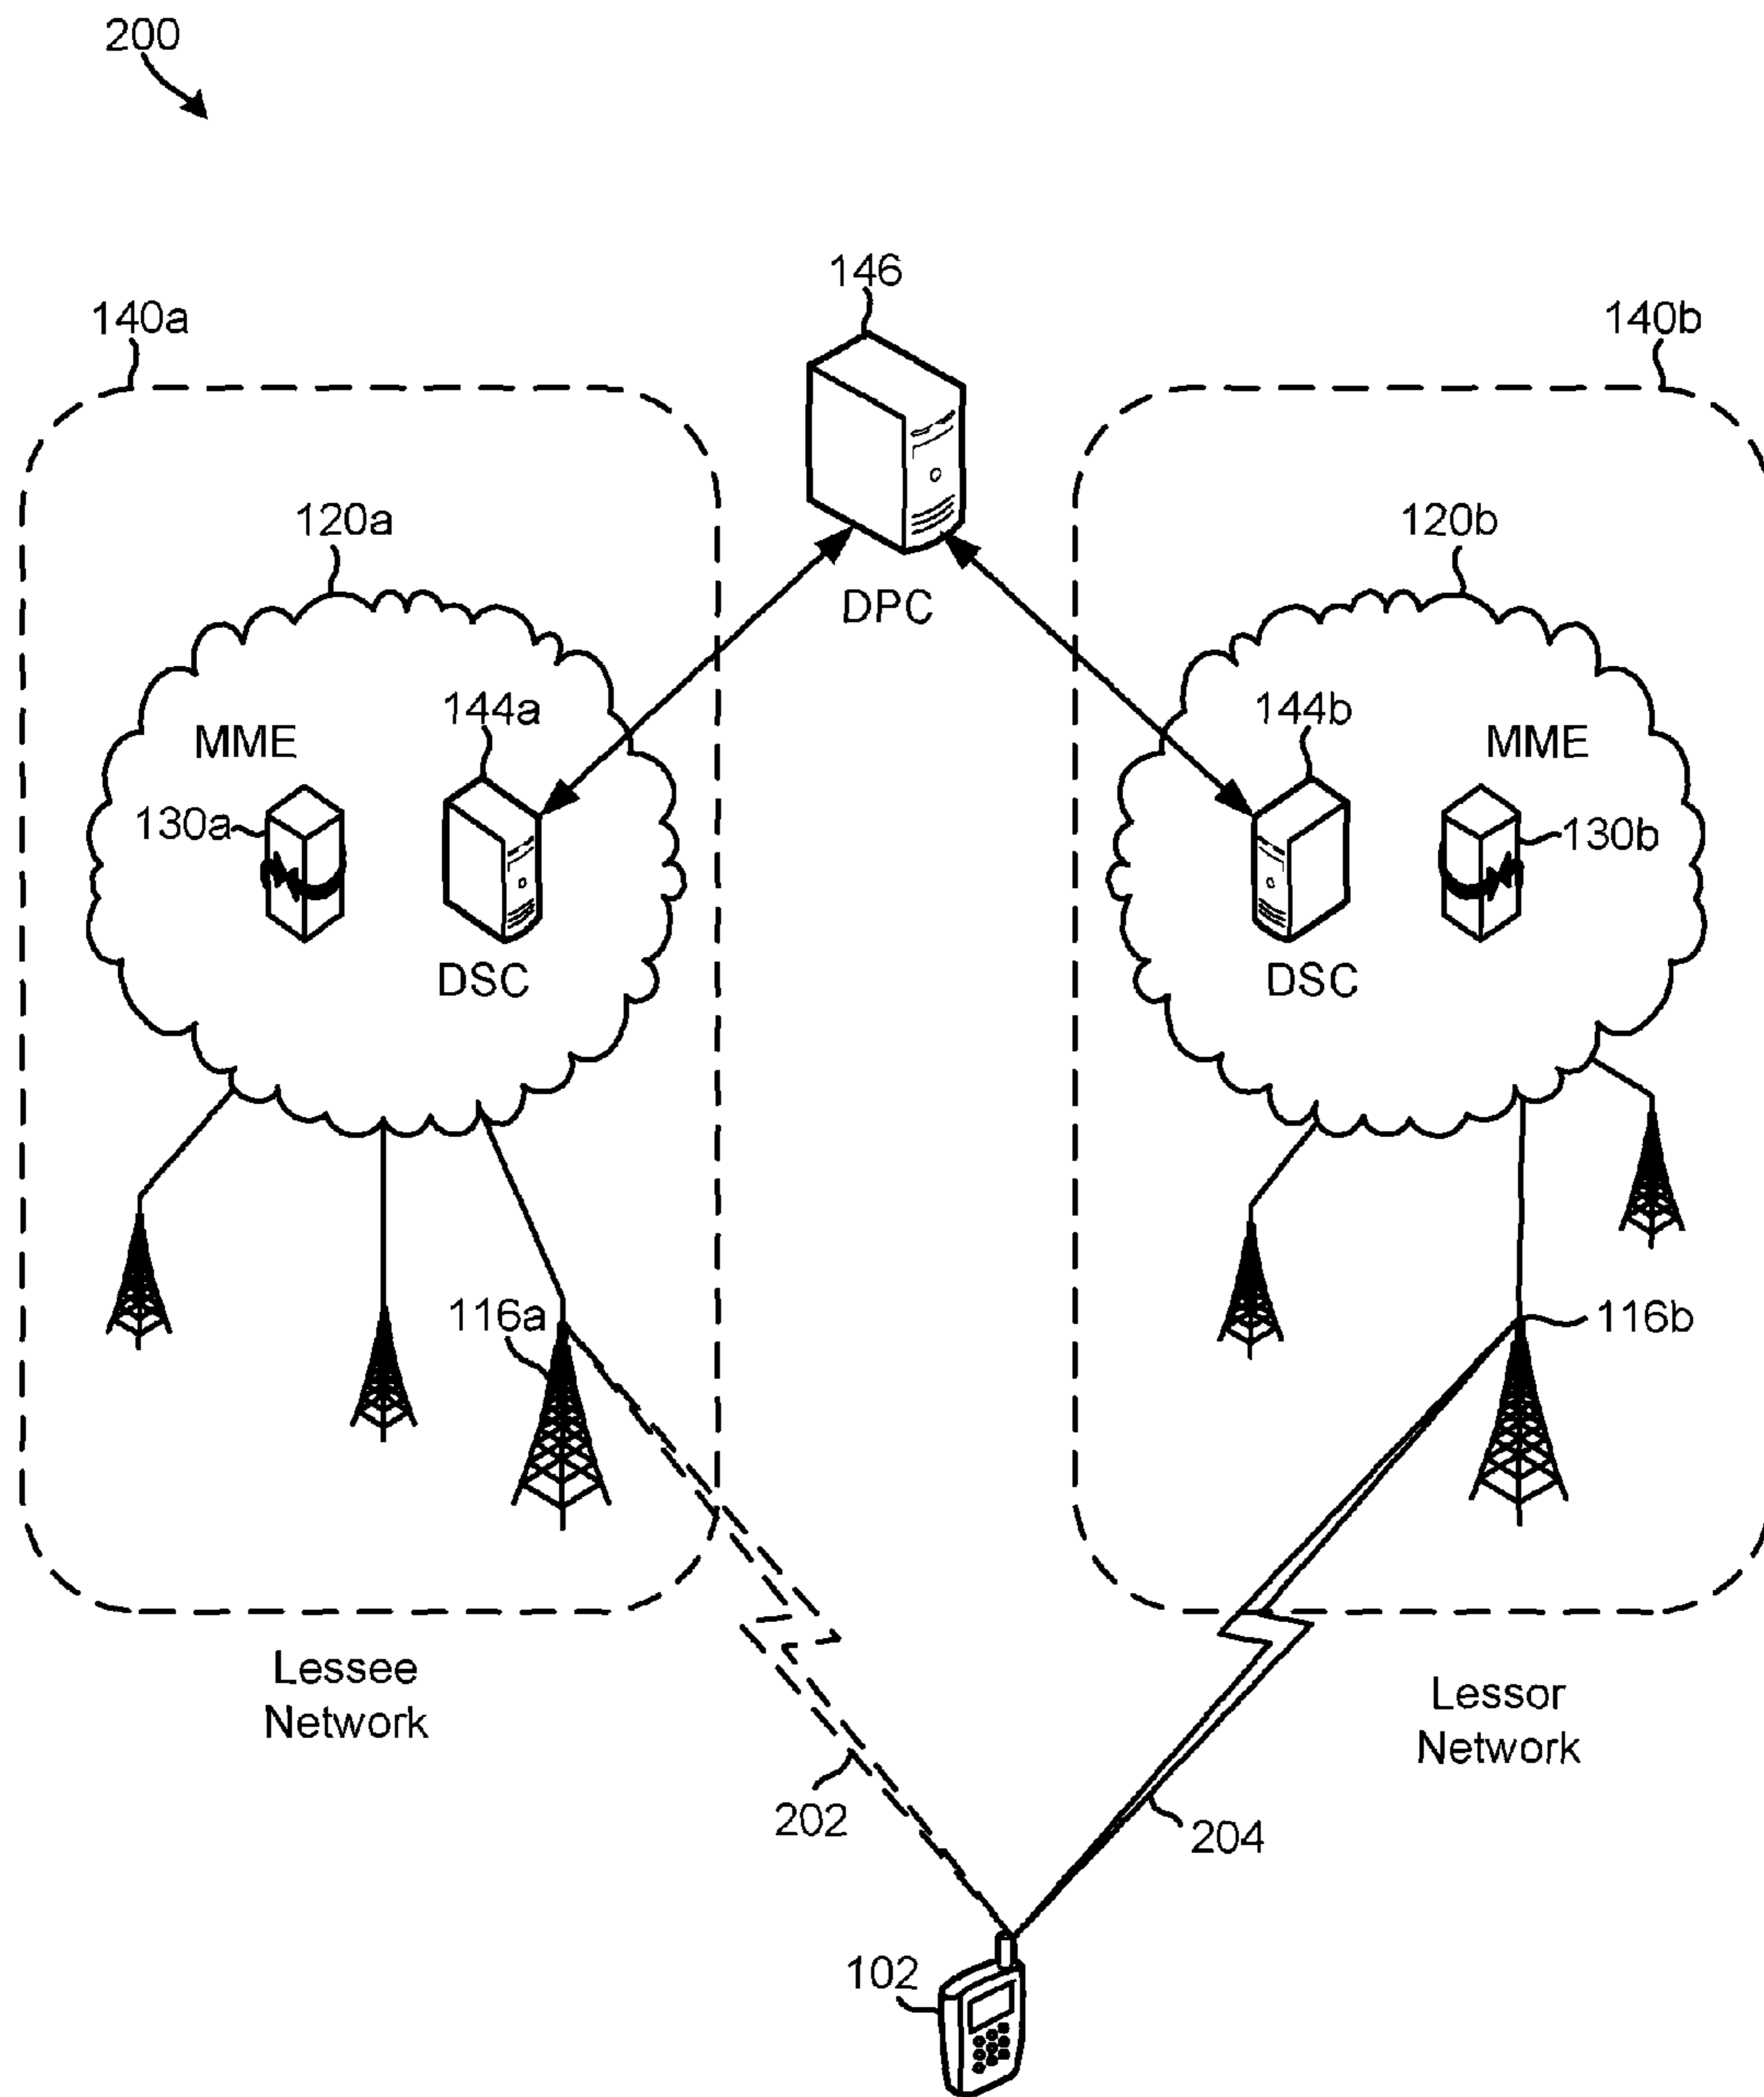 200
146
140a
140b
120a
120b
DPC
144a
144b
MME
MME
130a
130b
DSC
DSC
116a
116b
Lessee
Network
Lessor
Network
202
204
102